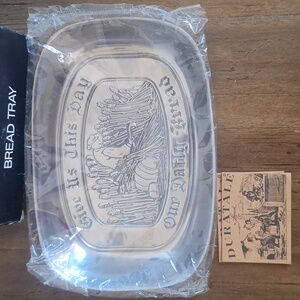 BREAD TRAY
Give Us This Day
Our Daily Bread
DURATALE